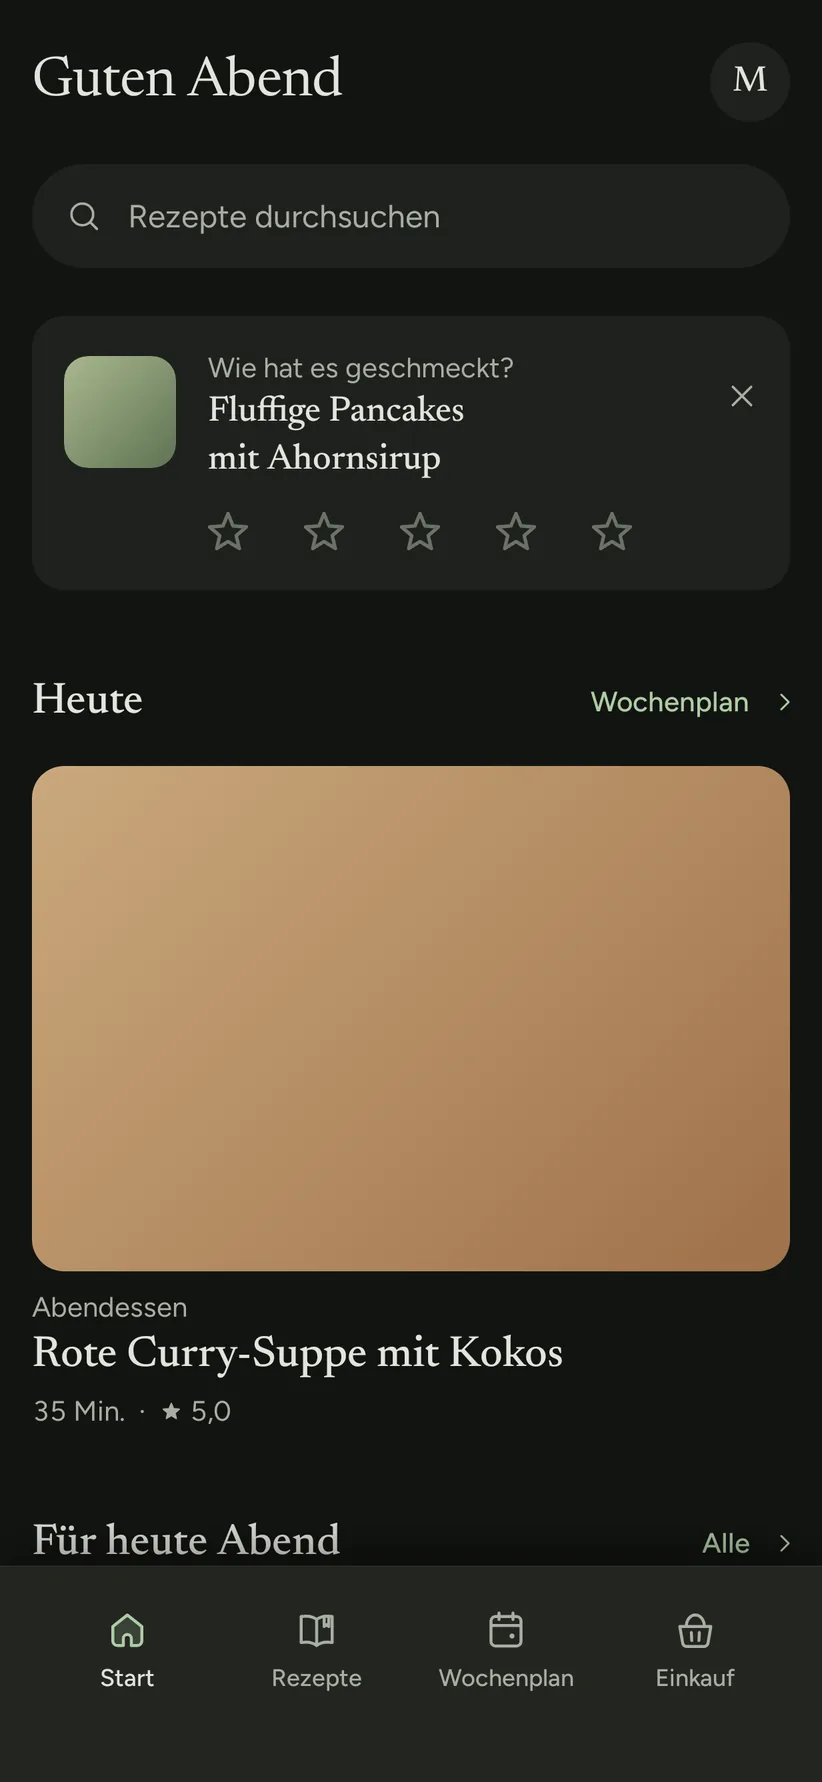 Guten Abend
M
Rezepte durchsuchen
Wie hat es geschmeckt?
Fluffige Pancakes
mit Ahornsirup
Heute
Wochenplan
Abendessen
Rote Curry-Suppe mit Kokos
35 Min. · ★ 5,0
Für heute Abend
Alle
Start
Rezepte
Wochenplan
Einkauf